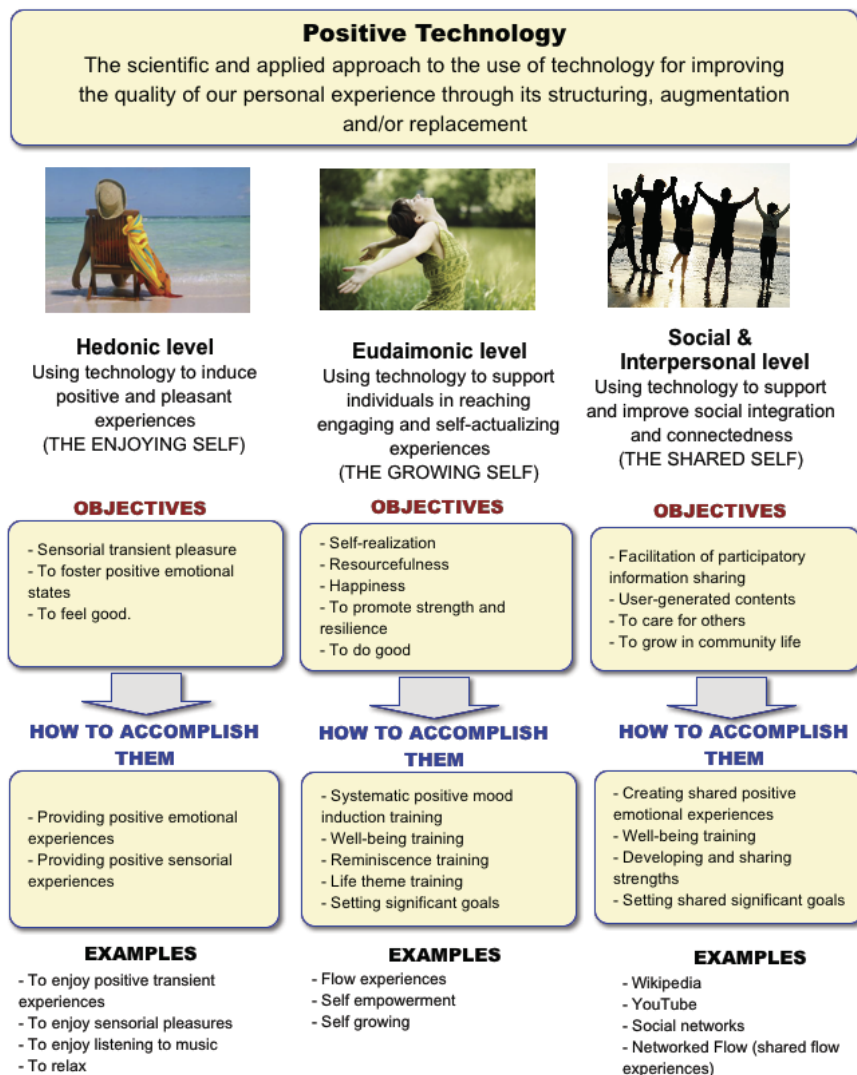 Positive Technology
The scientific and applied approach to the use of technology for improving
the quality of our personal experience through its structuring, augmentation
and/or replacement
Hedonic level
Using technology to induce
positive and pleasant
experiences
(THE ENJOYING SELF)
OBJECTIVES
- Sensorial transient pleasure
- To foster positive emotional
states
- To feel good.
HOW TO ACCOMPLISH
THEM
- Providing positive emotional
experiences
- Providing positive sensorial
experiences
EXAMPLES
- To enjoy positive transient
experiences
- To enjoy sensorial pleasures
- To enjoy listening to music
- To relax
Eudaimonic level
Using technology to support
individuals in reaching
engaging and self-actualizing
experiences
(THE GROWING SELF)
OBJECTIVES
- Self-realization
- Resourcefulness
- Happiness
- To promote strength and
resilience
- To do good
HOW TO ACCOMPLISH
THEM
- Systematic positive mood
induction training
- Well-being training
- Reminiscence training
- Life theme training
- Setting significant goals
EXAMPLES
- Flow experiences
- Self empowerment
- Self growing
Social &
Interpersonal level
Using technology to support
and improve social integration
and connectedness
(THE SHARED SELF)
OBJECTIVES
- Facilitation of participatory
information sharing
- User-generated contents
- To care for others
- To grow in community life
HOW TO ACCOMPLISH
THEM
- Creating shared positive
emotional experiences
- Well-being training
- Developing and sharing
strengths
- Setting shared significant goals
EXAMPLES
- Wikipedia
- YouTube
- Social networks
- Networked Flow (shared flow
experiences)